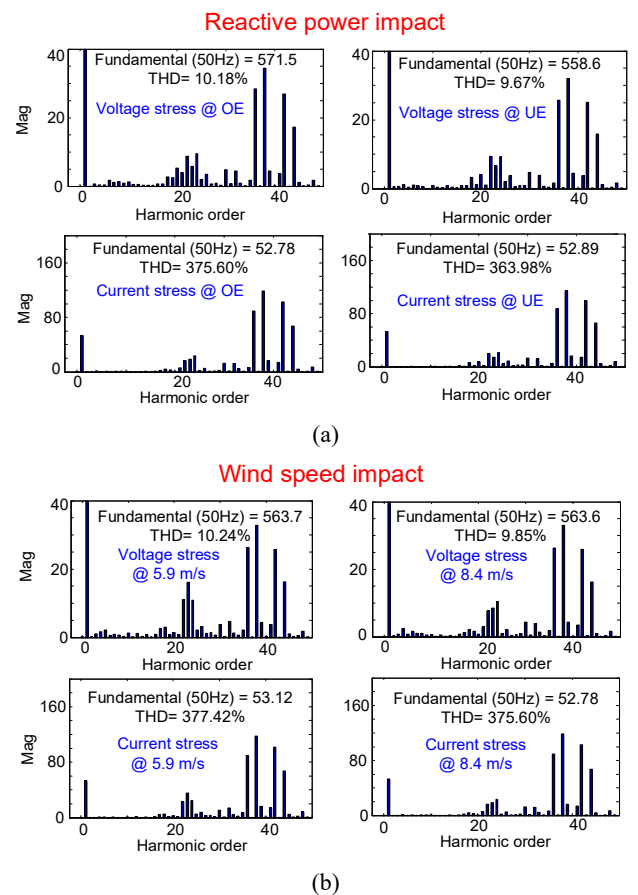 Reactive power impact
40
20
0
Mag
Fundamental (50Hz) = 571.5
THD= 10.18%
Voltage stress @ OE
0 20 40
Harmonic order
40
20
0
Fundamental (50Hz) = 558.6
THD= 9.67%
Voltage stress @ UE
0 20 40
Harmonic order
160
80
0
Mag
Fundamental (50Hz) = 52.78
THD= 375.60%
Current stress @ OE
0 20 40
Harmonic order
160
80
0
Fundamental (50Hz) = 52.89
THD= 363.98%
Current stress @ UE
0 20 40
Harmonic order
(a)
Wind speed impact
40
20
0
Mag
Fundamental (50Hz) = 563.7
THD= 10.24%
Voltage stress
@ 5.9 m/s
0 20 40
Harmonic order
40
20
0
Fundamental (50Hz) = 563.6
THD= 9.85%
Voltage stress
@ 8.4 m/s
0 20 40
Harmonic order
160
80
0
Mag
Fundamental (50Hz) = 53.12
THD= 377.42%
Current stress
@ 5.9 m/s
0 20 40
Harmonic order
160
80
0
Fundamental (50Hz) = 52.78
THD= 375.60%
Current stress
@ 8.4 m/s
0 20 40
Harmonic order
(b)